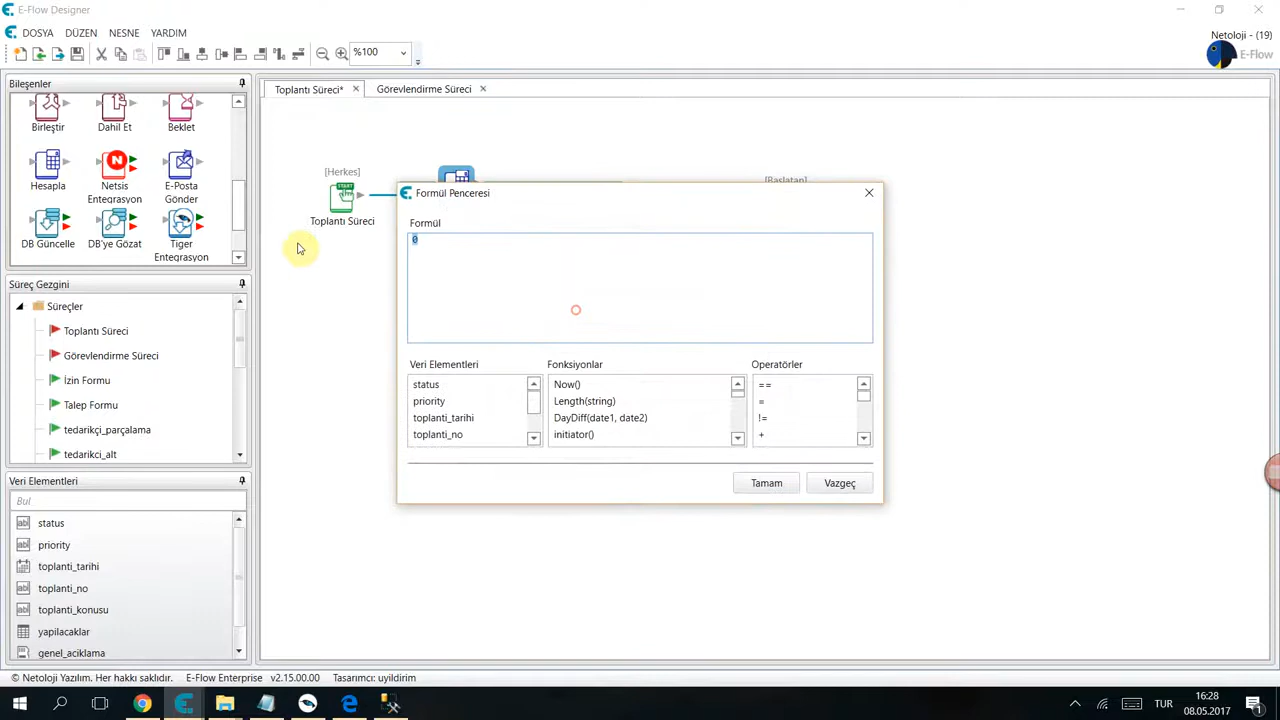 E-Flow Designer
DOSYA DÜZEN NESNE YARDIM
Netoloji - (19)
%100
E-Flow
Bileşenler
Toplantı Süreci*
Görevlendirme Süreci
Birleştir
Dahil Et
Beklet
Hesapla
Netsis Entegrasyon
E-Posta Gönder
DB Güncelle
DB'ye Gözat
Tiger Entegrasyon
[Herkes]
START
Toplantı Süreci
[Başlatan]
Formül Penceresi
Formül
0
Veri Elementleri
status
priority
toplanti_tarihi
toplanti_no
Fonksiyonlar
Now()
Length(string)
DayDiff(date1, date2)
initiator()
Operatörler
==
=
!=
+
Tamam
Vazgeç
Süreç Gezgini
Süreçler
Toplantı Süreci
Görevlendirme Süreci
İzin Formu
Talep Formu
tedarikçi_parçalama
tedarikci_alt
Veri Elementleri
Bul
status
priority
toplanti_tarihi
toplanti_no
toplanti_konusu
yapilacaklar
genel_aciklama
© Netoloji Yazılım. Her hakkı saklıdır. E-Flow Enterprise v2.15.00.00 Tasarımcı: uyildirim
TUR
16:28
08.05.2017